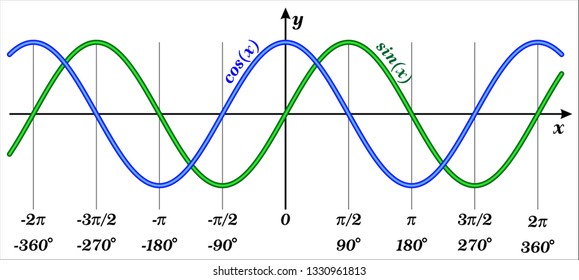 y
cos(x)
sin(x)
x
-2π -3π/2 -π -π/2 0 π/2 π 3π/2 2π
-360° -270° -180° -90° 90° 180° 270° 360°
shutterstock.com · 1330961813